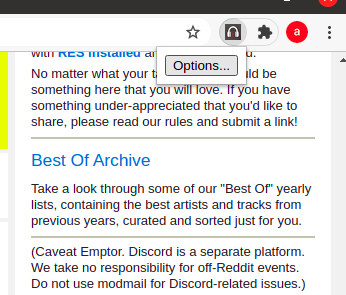 a
with RES installed an
Options...
No matter what your ta
uld be
something here that you will love. If you have
something under-appreciated that you'd like to
share, please read our rules and submit a link!
Best Of Archive
Take a look through some of our "Best Of" yearly
lists, containing the best artists and tracks from
previous years, curated and sorted just for you.
(Caveat Emptor. Discord is a separate platform.
We take no responsibility for off-Reddit events.
Do not use modmail for Discord-related issues.)